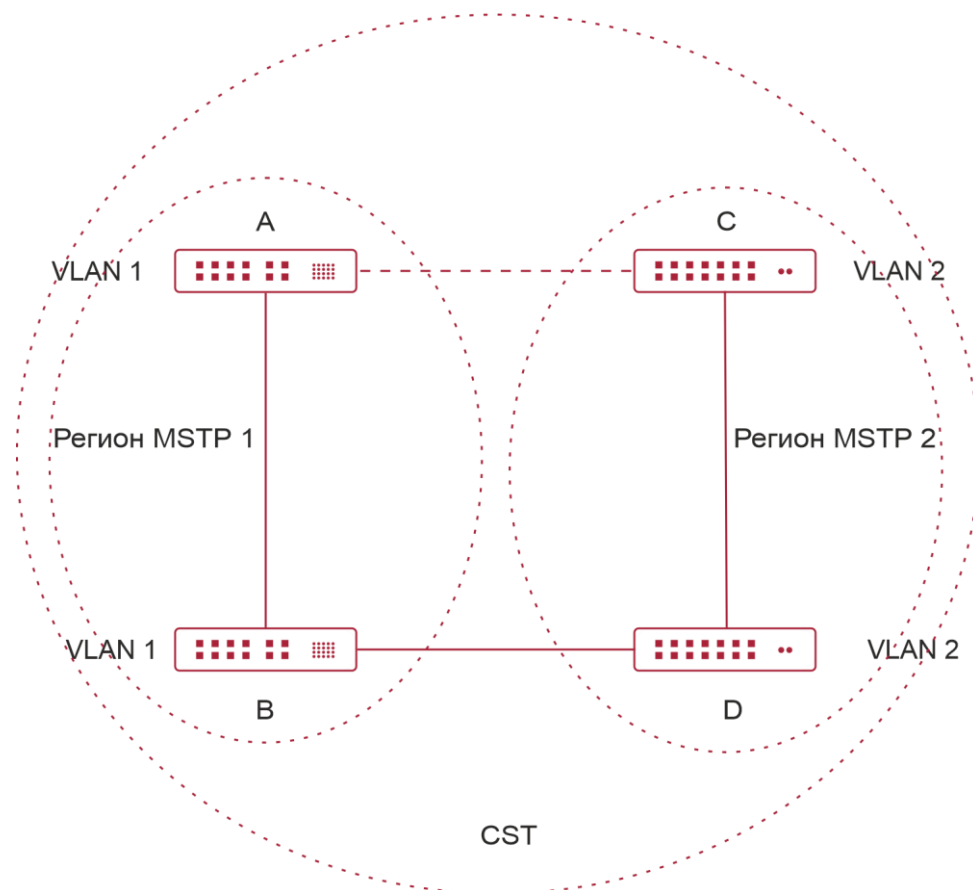 A
C
VLAN 1
VLAN 2
Регион MSTP 1
Регион MSTP 2
VLAN 1
VLAN 2
B
D
CST